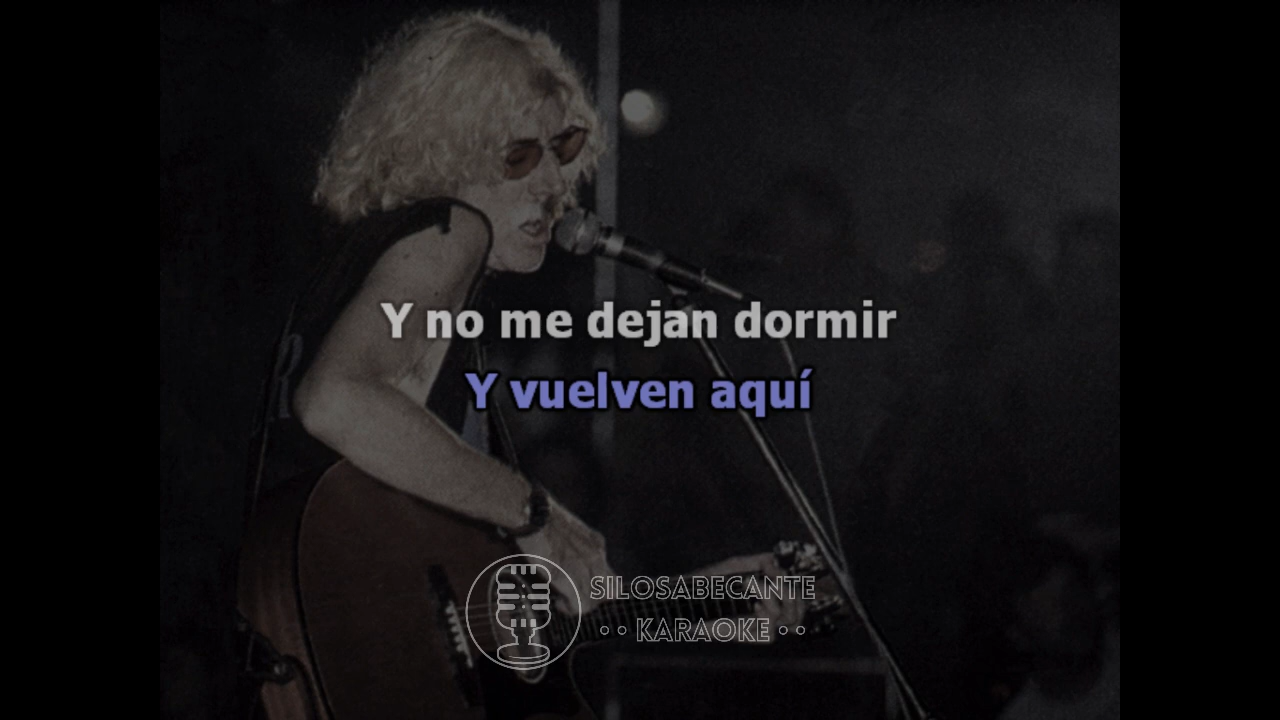 Y no me dejan dormir
Y vuelven aquí
SILOSABECANTE
•• KARAOKE ••